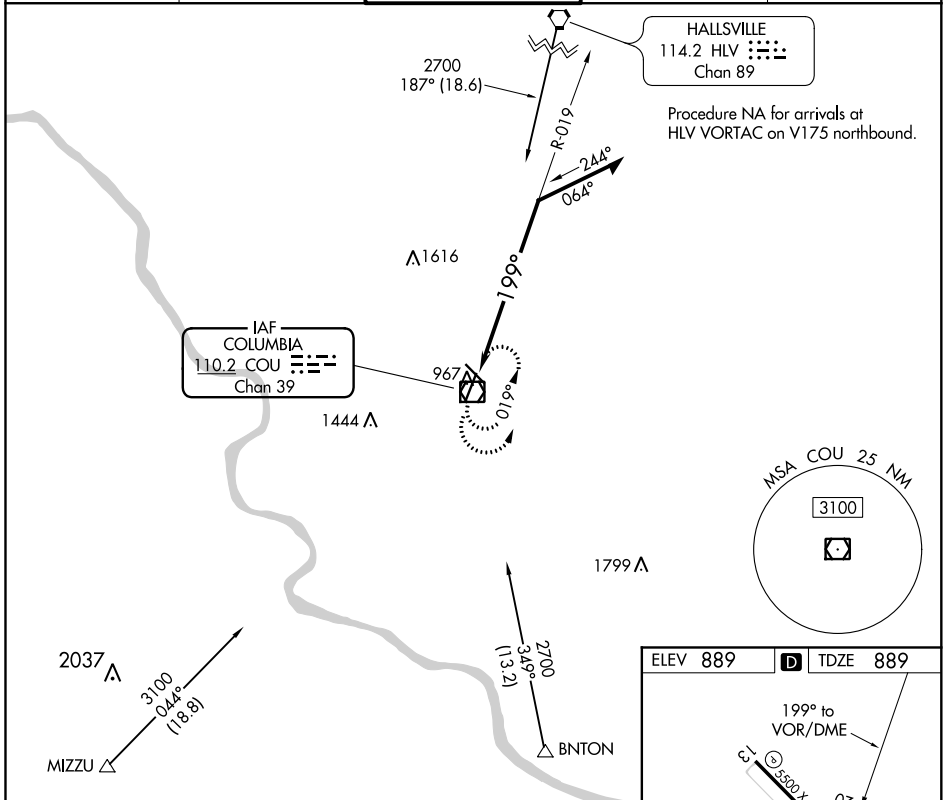 HALLSVILLE
114.2 HLV
Chan 89
2700
187° (18.6)
Procedure NA for arrivals at
HLV VORTAC on V175 northbound.
R-019
244°
064°
1616
199°
IAF
COLUMBIA
110.2 COU
Chan 39
967
019°
1444
MSA COU 25 NM
3100
1799
2037
3100
044°
(18.8)
2700
349°
(13.2)
MIZZU
BNTON
ELEV 889 D TDZE 889
199° to
VOR/DME
13
P
5500 X